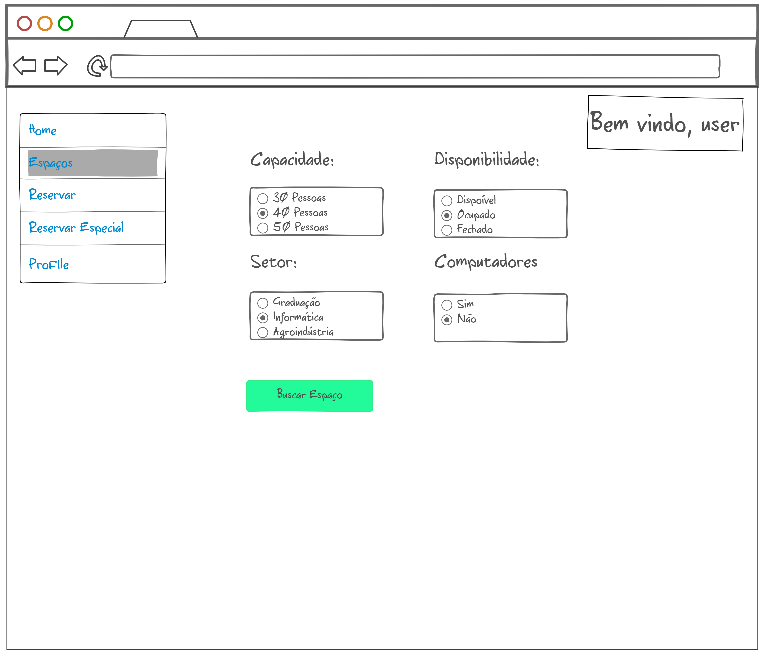 Bem vindo, user
Home
Espaços
Reservar
Reservar Especial
ProFIle
Capacidade:
30 Pessoas
40 Pessoas
50 Pessoas
Disponibilidade:
Dispoível
Ocupado
Fechado
Setor:
Graduação
Informática
Agroindústria
Computadores
Sim
Não
Buscar Espaço